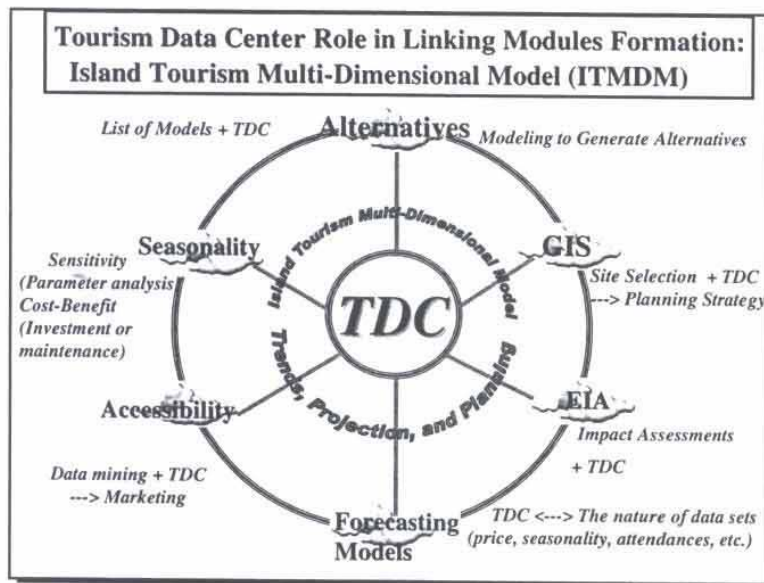 Tourism Data Center Role in Linking Modules Formation:
Island Tourism Multi-Dimensional Model (ITMDM)
List of Models + TDC
Alternatives
Modeling to Generate Alternatives
Seasonality
Island Tourism Multi-Dimensional Model
GIS
Sensitivity
(Parameter analysis
Cost-Benefit
(Investment or
maintenance)
TDC
Site Selection + TDC
---> Planning Strategy
Trends, Projection, and Planning
Accessibility
EIA
Impact Assessments
+ TDC
Data mining + TDC
---> Marketing
Forecasting
Models
TDC <---> The nature of data sets
(price, seasonality, attendances, etc.)